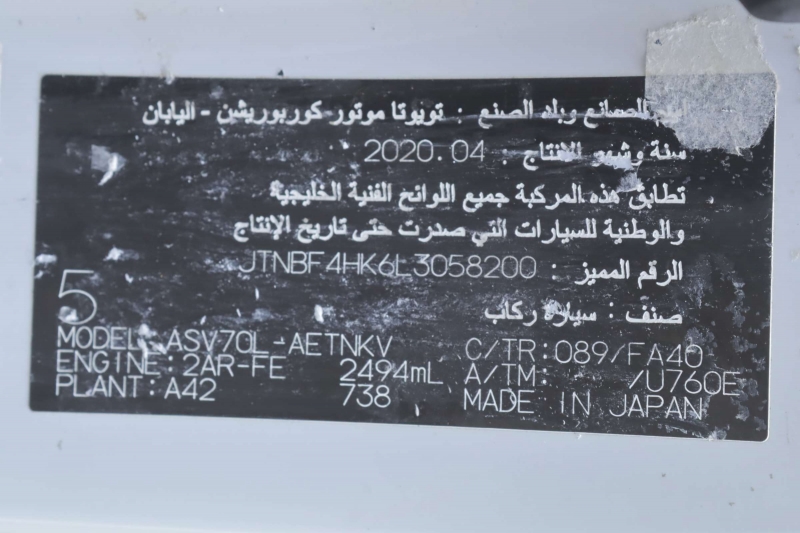 المصانع وبلد الصنع : تويوتا موتور كوربوريشن - اليابان
سنة وشهر الإنتاج : 2020.04
تطابق هذه المركبة جميع اللوائح الفنية الخليجية
والوطنية للسيارات التي صدرت حتى تاريخ الإنتاج
الرقم المميز : JTNBF4HK6L3058200
صنف : سيارة ركاب
5
MODEL: ASV70L-AETNKV C/TR: 089/FA40
ENGINE: 2AR-FE 2494mL A/TM: - /U760E
PLANT: A42 738 MADE IN JAPAN